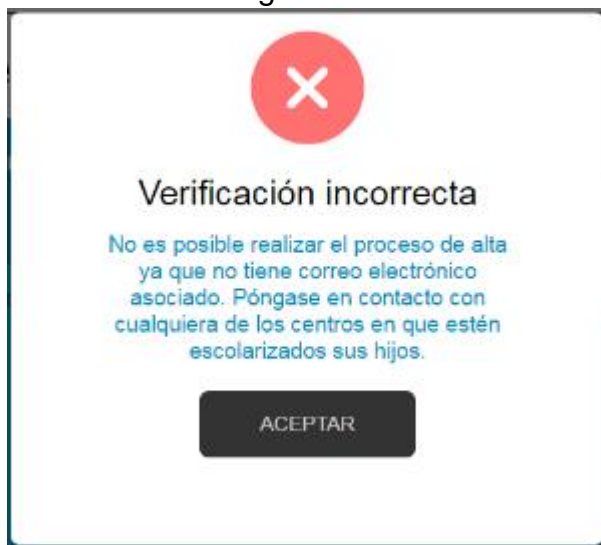 Verificación incorrecta
No es posible realizar el proceso de alta
ya que no tiene correo electrónico
asociado. Póngase en contacto con
cualquiera de los centros en que estén
escolarizados sus hijos.
ACEPTAR